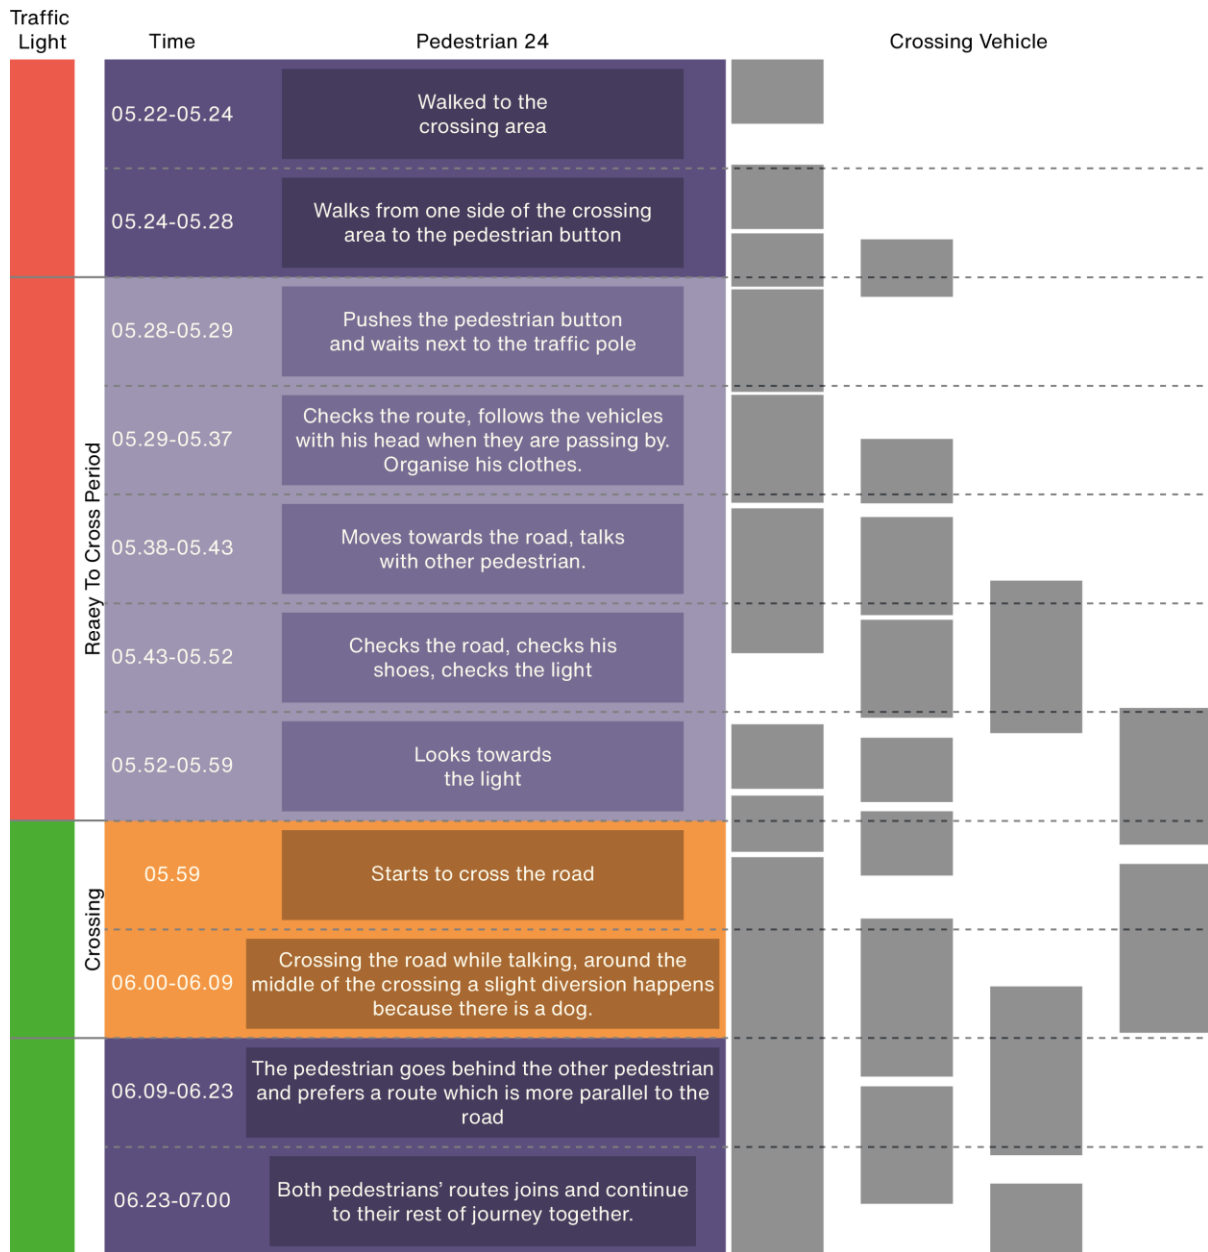 Traffic
Light
Time
Pedestrian 24
Crossing Vehicle
05.22-05.24
Walked to the
crossing area
05.24-05.28
Walks from one side of the crossing
area to the pedestrian button
Reaey To Cross Period
05.28-05.29
Pushes the pedestrian button
and waits next to the traffic pole
05.29-05.37
Checks the route, follows the vehicles
with his head when they are passing by.
Organise his clothes.
05.38-05.43
Moves towards the road, talks
with other pedestrian.
05.43-05.52
Checks the road, checks his
shoes, checks the light
05.52-05.59
Looks towards
the light
Crossing
05.59
Starts to cross the road
06.00-06.09
Crossing the road while talking, around the
middle of the crossing a slight diversion happens
because there is a dog.
06.09-06.23
The pedestrian goes behind the other pedestrian
and prefers a route which is more parallel to the
road
06.23-07.00
Both pedestrians’ routes joins and continue
to their rest of journey together.